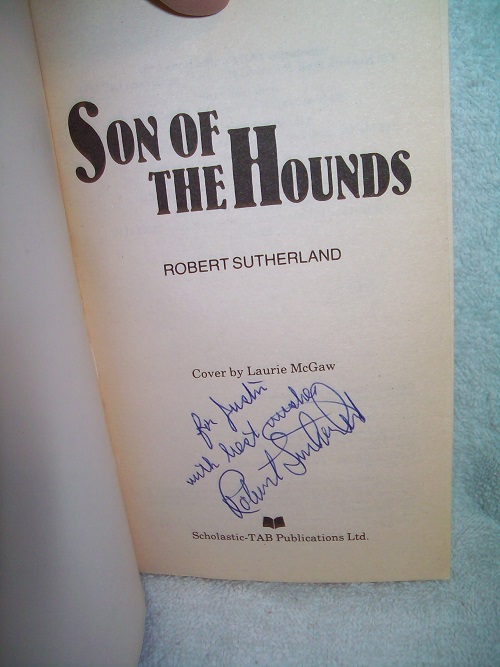 SON OF
THE HOUNDS
ROBERT SUTHERLAND
Cover by Laurie McGaw
for Justin
with best wishes
Robert Sutherland
Scholastic-TAB Publications Ltd.